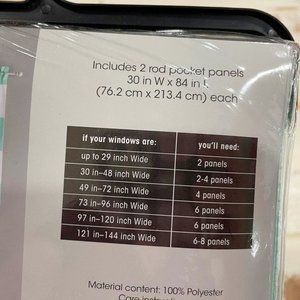 Includes 2 rod pocket panels
30 in W x 84 in L
(76.2 cm x 213.4 cm) each
if your windows are: you'll need:
up to 29 inch Wide 2 panels
30 in–48 inch Wide 2-4 panels
49 in–72 inch Wide 4 panels
73 in–96 inch Wide 6 panels
97 in–120 inch Wide 6 panels
121 in–144 inch Wide 6-8 panels
Material content: 100% Polyester
Care